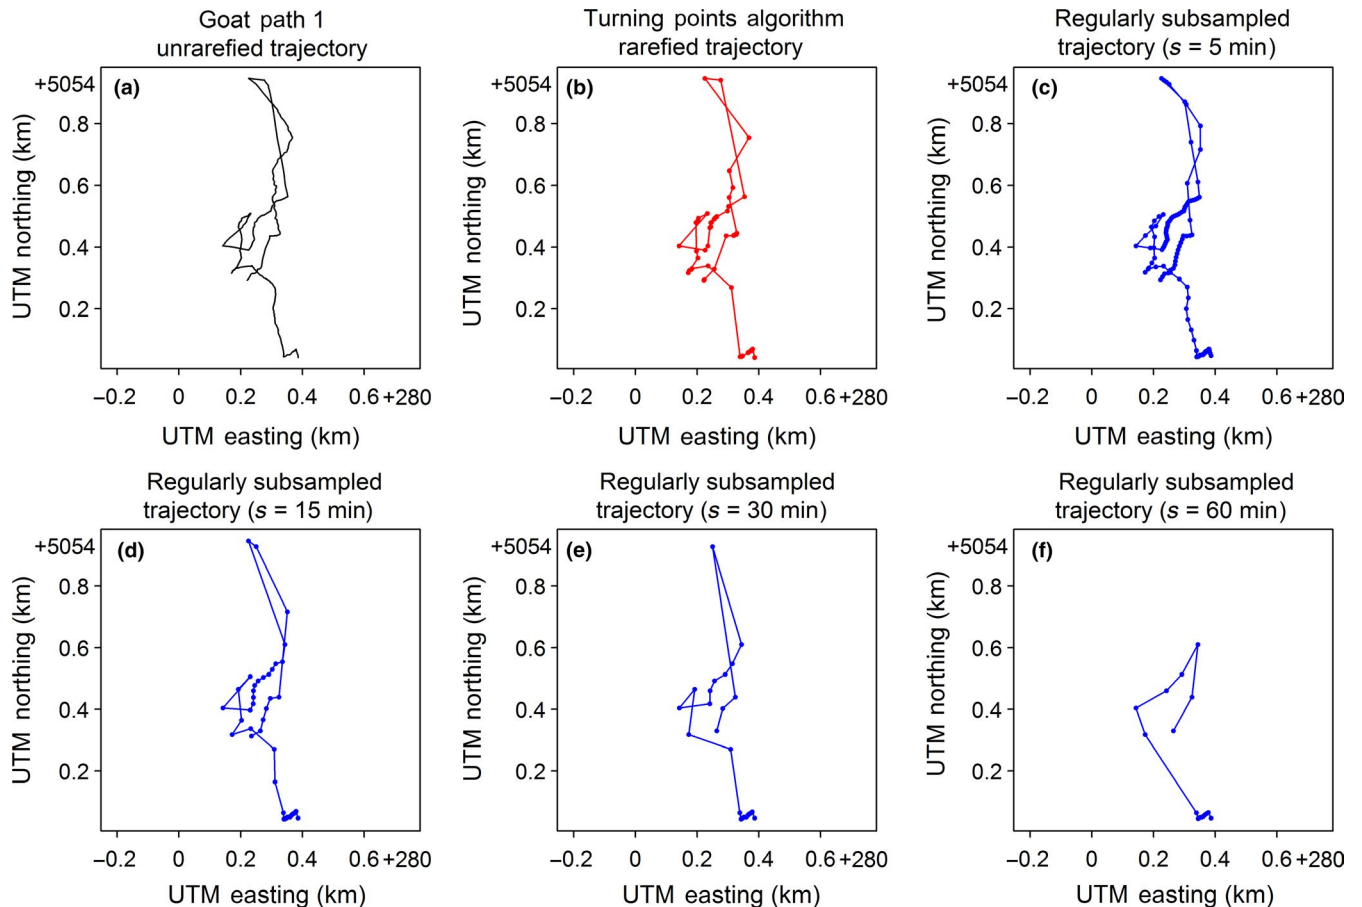 Goat path 1
unrarefied trajectory
Turning points algorithm
rarefied trajectory
Regularly subsampled
trajectory (s = 5 min)
(a)
+5054
0.8
0.6
0.4
0.2
UTM northing (km)
−0.2 0 0.2 0.4 0.6 +280
UTM easting (km)
(b)
+5054
0.8
0.6
0.4
0.2
UTM northing (km)
−0.2 0 0.2 0.4 0.6 +280
UTM easting (km)
(c)
+5054
0.8
0.6
0.4
0.2
UTM northing (km)
−0.2 0 0.2 0.4 0.6 +280
UTM easting (km)
Regularly subsampled
trajectory (s = 15 min)
Regularly subsampled
trajectory (s = 30 min)
Regularly subsampled
trajectory (s = 60 min)
(d)
+5054
0.8
0.6
0.4
0.2
UTM northing (km)
−0.2 0 0.2 0.4 0.6 +280
UTM easting (km)
(e)
+5054
0.8
0.6
0.4
0.2
UTM northing (km)
−0.2 0 0.2 0.4 0.6 +280
UTM easting (km)
(f)
+5054
0.8
0.6
0.4
0.2
UTM northing (km)
−0.2 0 0.2 0.4 0.6 +280
UTM easting (km)